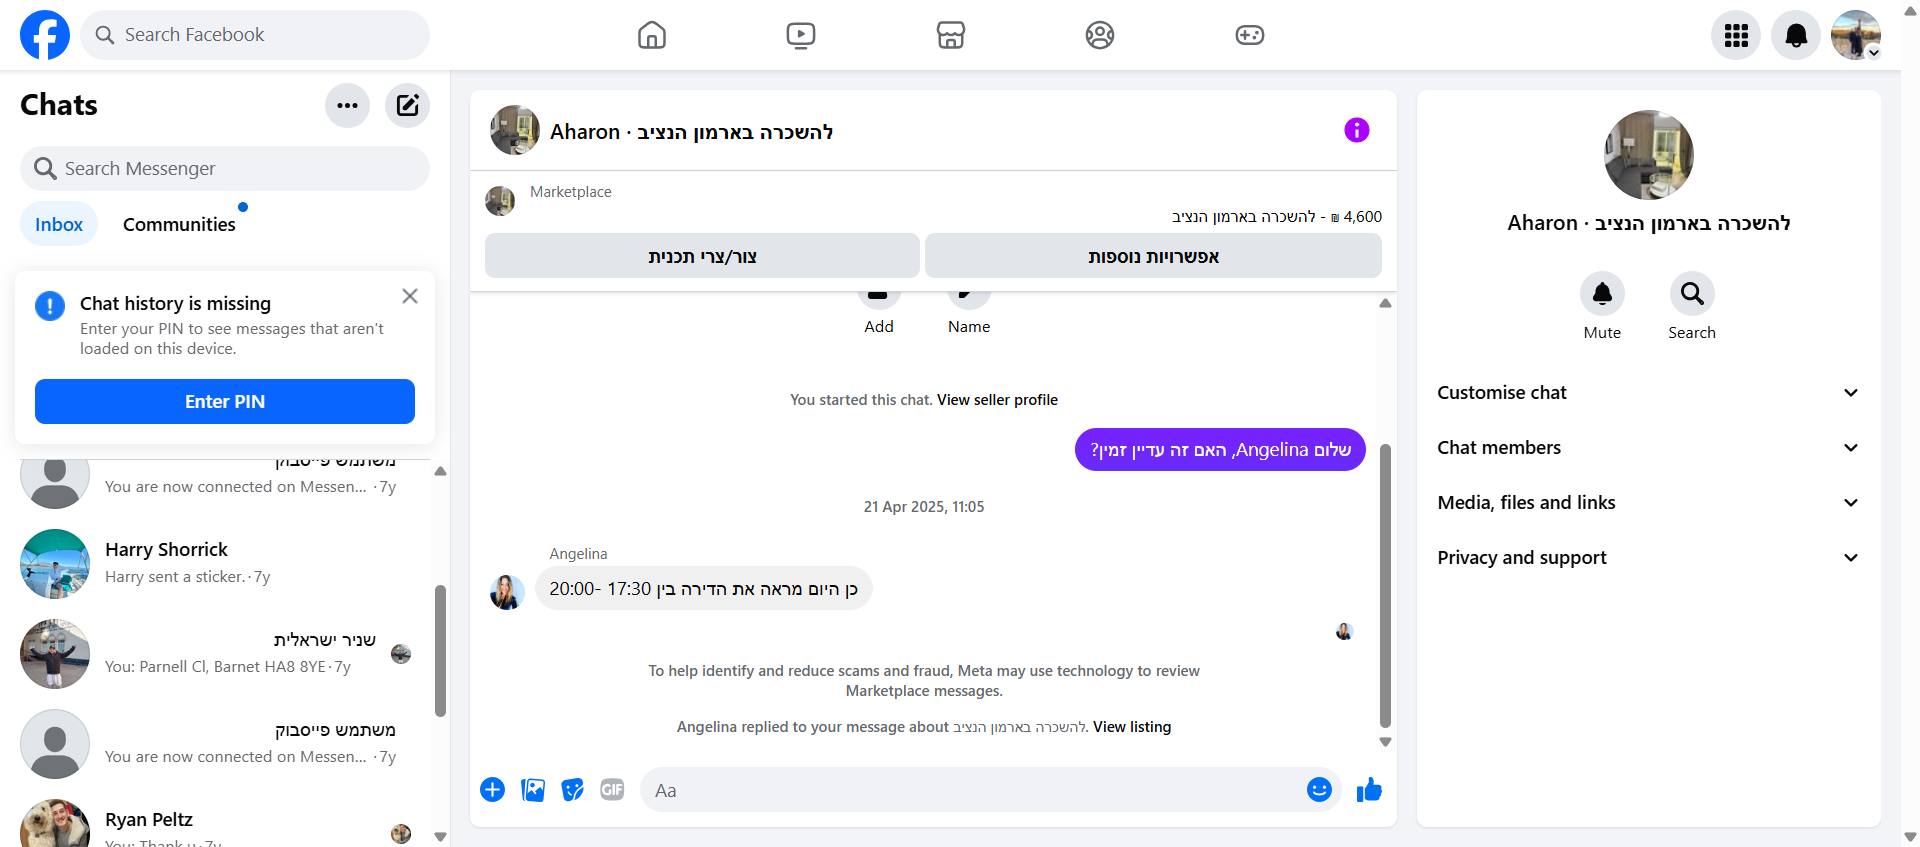 Search Facebook
Chats
Search Messenger
Inbox
Communities
Chat history is missing
Enter your PIN to see messages that aren't
loaded on this device.
Enter PIN
משתמש פייסבוק
You are now connected on Messen... · 7y
Harry Shorrick
Harry sent a sticker. · 7y
שניר ישראלית
You: Parnell Cl, Barnet HA8 8YE · 7y
משתמש פייסבוק
You are now connected on Messen... · 7y
Ryan Peltz
You: Thank u · 7y
Aharon · להשכרה בארמון הנציב
Marketplace
4,600 ₪ - להשכרה בארמון הנציב
צור/צרי תכנית
אפשרויות נוספות
Add
Name
You started this chat. View seller profile
שלום Angelina, האם זה עדיין זמין?
21 Apr 2025, 11:05
Angelina
כן היום מראה את הדירה בין 17:30 -20:00
To help identify and reduce scams and fraud, Meta may use technology to review
Marketplace messages.
Angelina replied to your message about להשכרה בארמון הנציב. View listing
GIF
Aa
Aharon · להשכרה בארמון הנציב
Mute
Search
Customise chat
Chat members
Media, files and links
Privacy and support